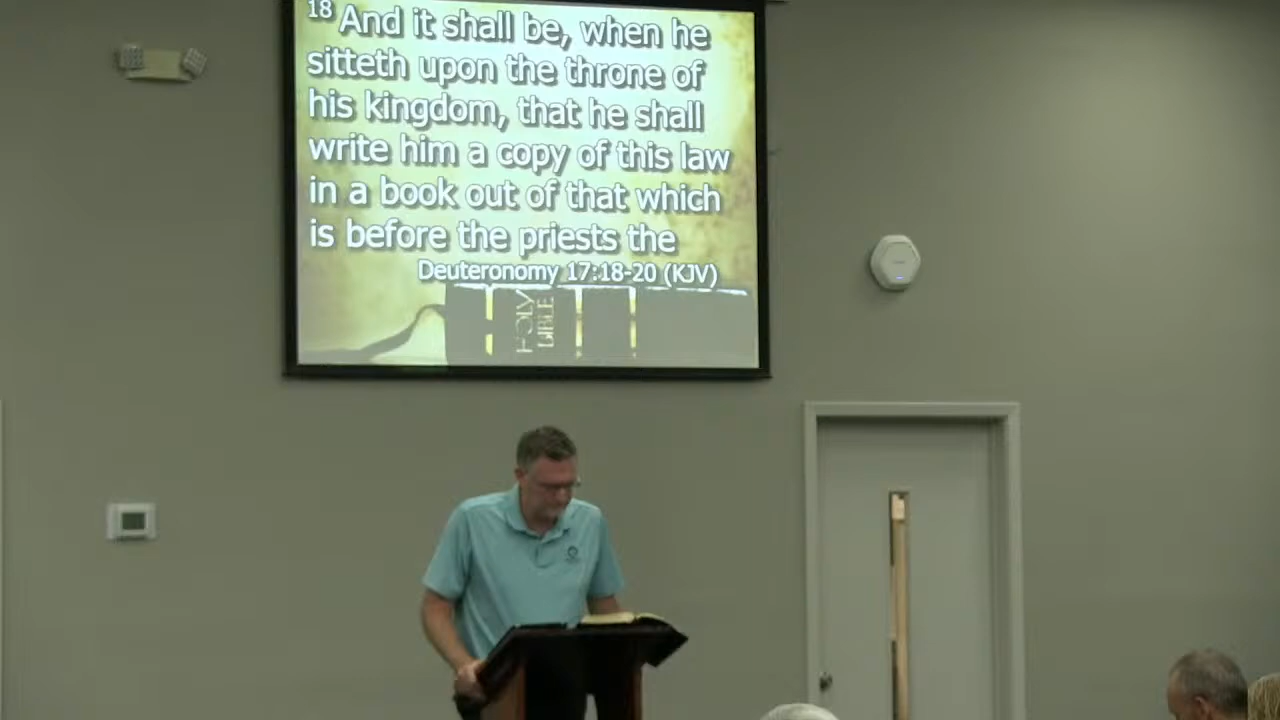 18 And it shall be, when he
sitteth upon the throne of
his kingdom, that he shall
write him a copy of this law
in a book out of that which
is before the priests the
Deuteronomy 17:18-20 (KJV)
HOLY
BIBLE